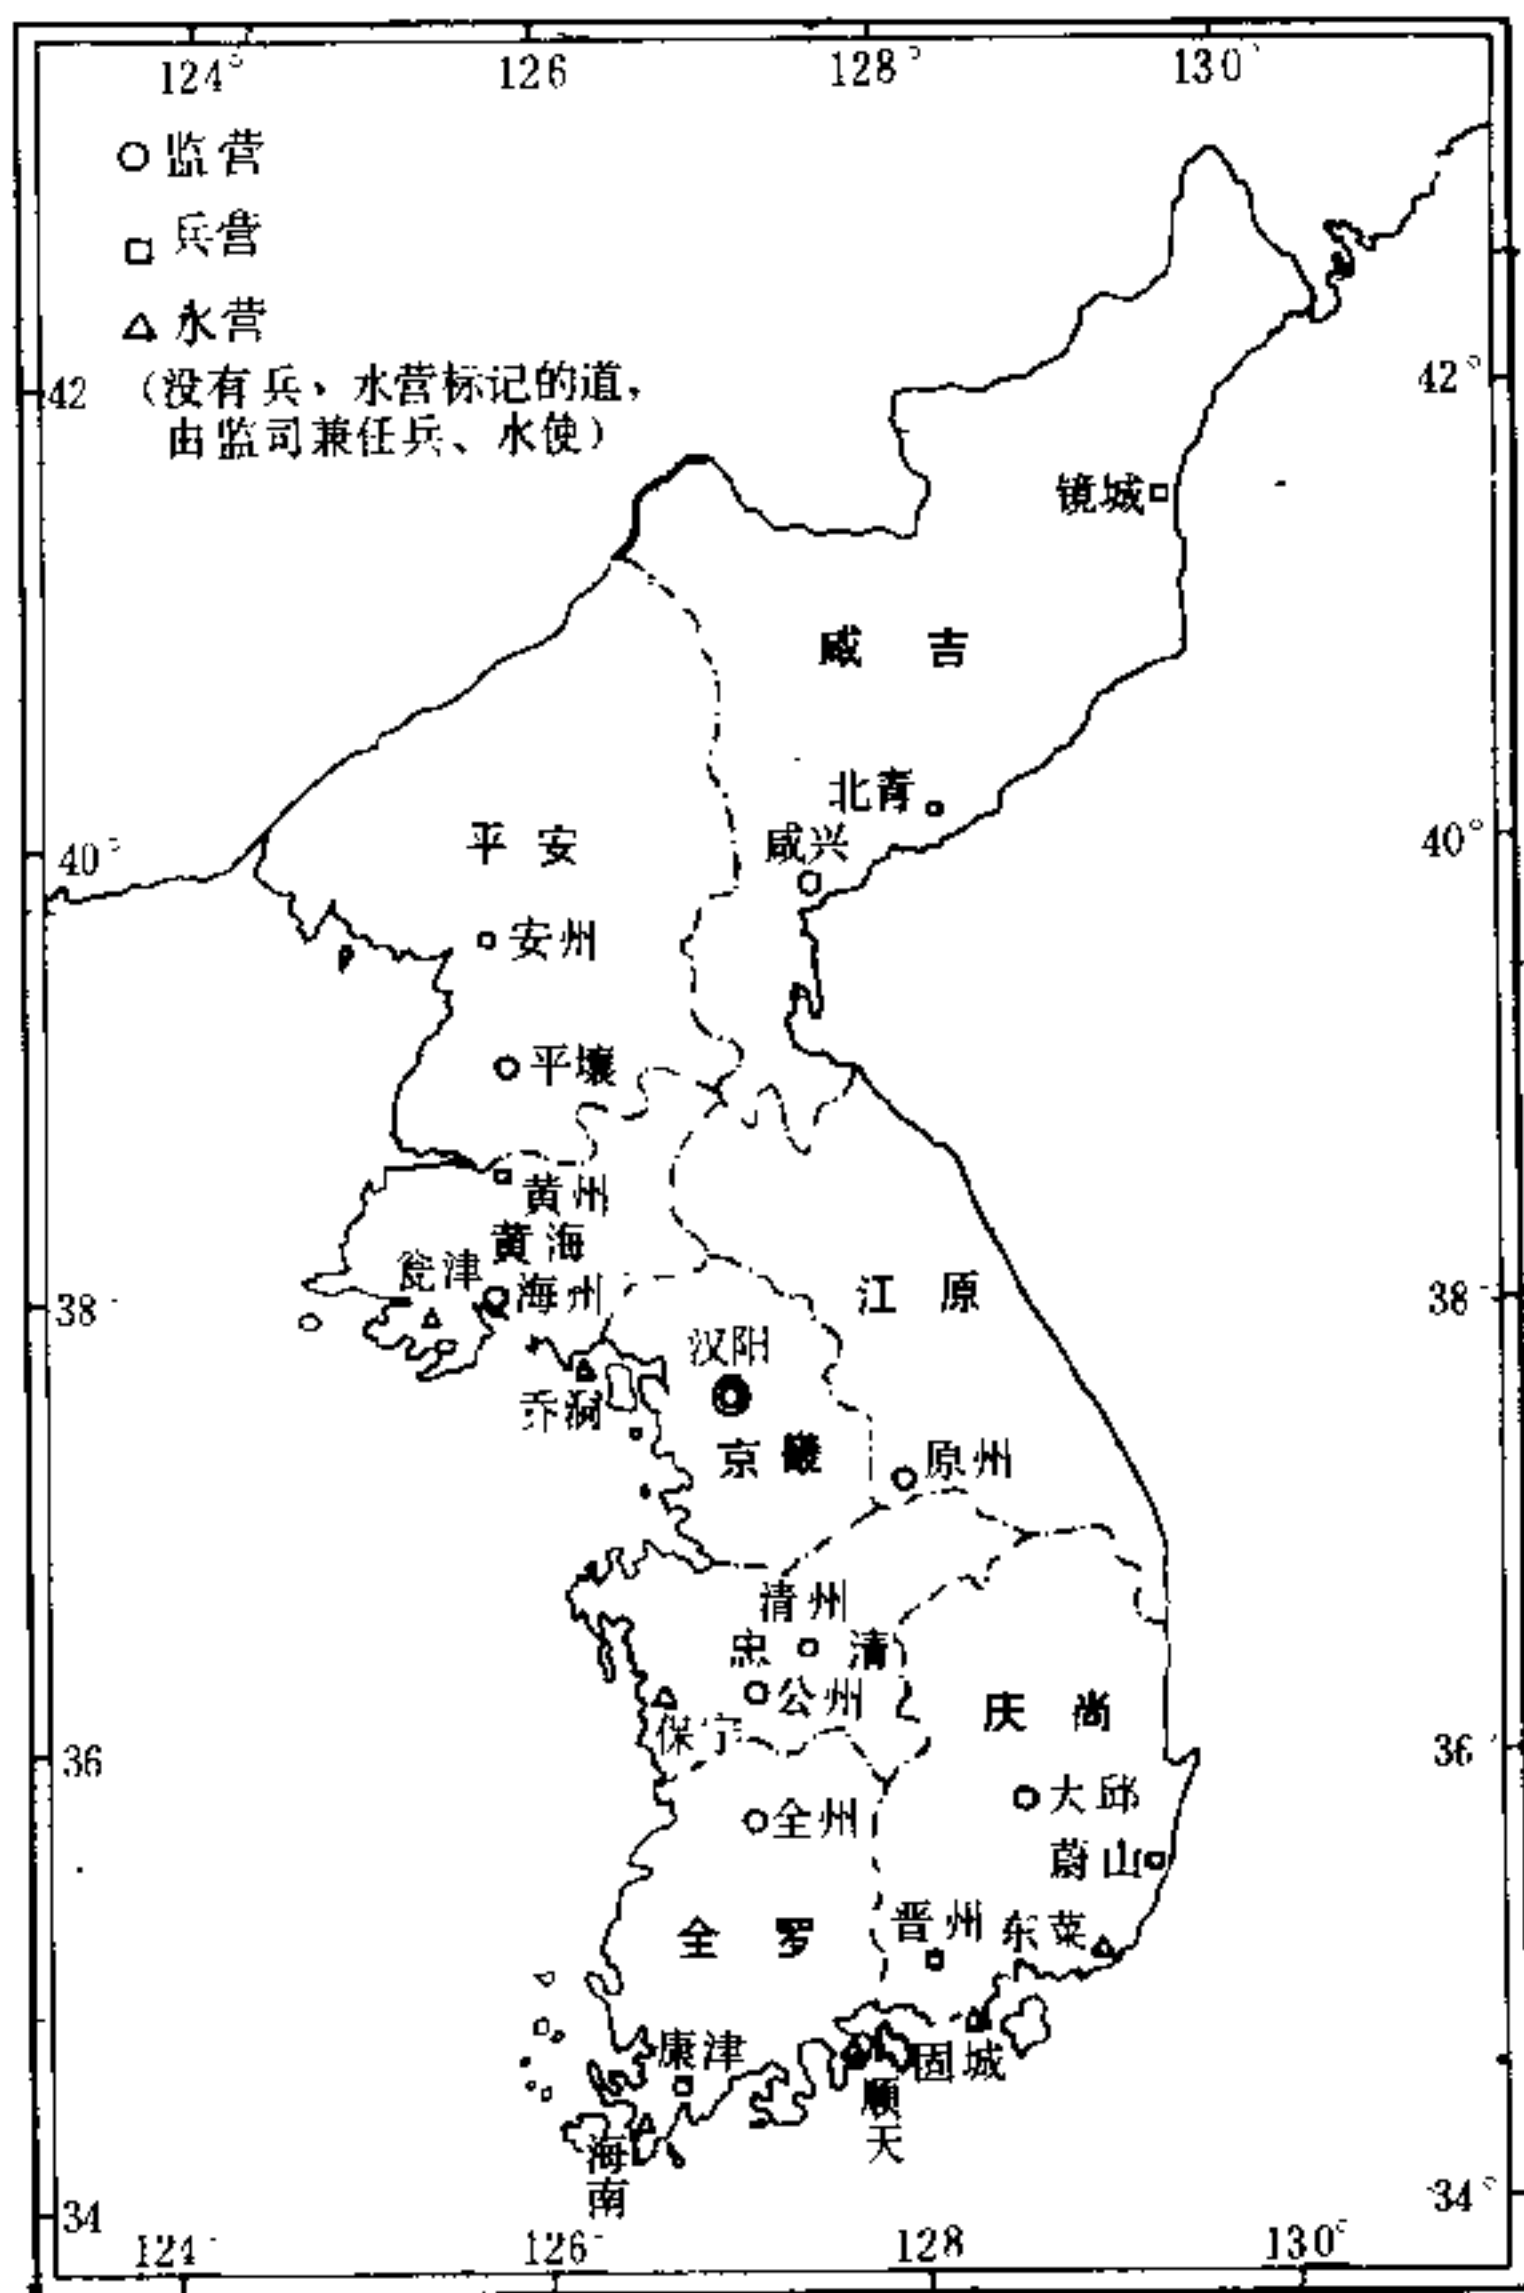 124°
126
128°
130°
监营
兵营
水营
(没有兵、水营标记的道，
由监司兼任兵、水使)
42
42°
镜城
咸 吉
北青
咸兴
平安
40°
40°
安州
平壤
黄州
黄海
瓮津
海州
38
38
江 原
汉阳
乔洞
京畿
原州
清州
忠 清
公州
保宁
庆 尚
36
36
大邱
全州
蔚山
全 罗
晋州
东莱
康津
固城
顺天
海南
34
34°
124
126
128
130°